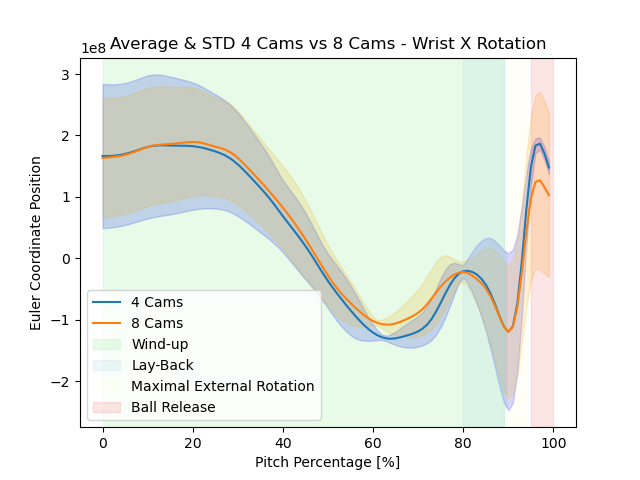 Average & STD 4 Cams vs 8 Cams - Wrist X Rotation
1e8
3
2
1
0
−1
−2
Euler Coordinate Position
4 Cams
8 Cams
Wind-up
Lay-Back
Maximal External Rotation
Ball Release
0 20 40 60 80 100
Pitch Percentage [%]